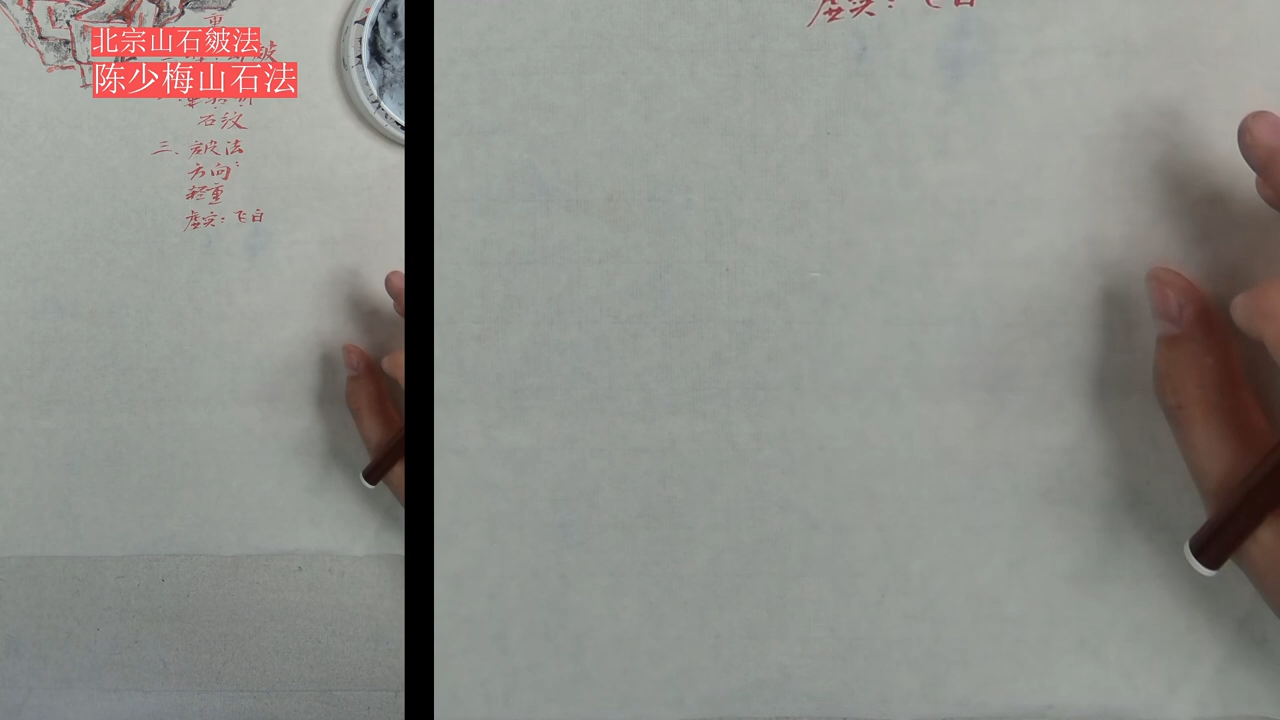 北宗山石皴法
陈少梅山石法
重
石纹
三、皴法
方向:
轻重
虚实:飞白
虚实:飞白